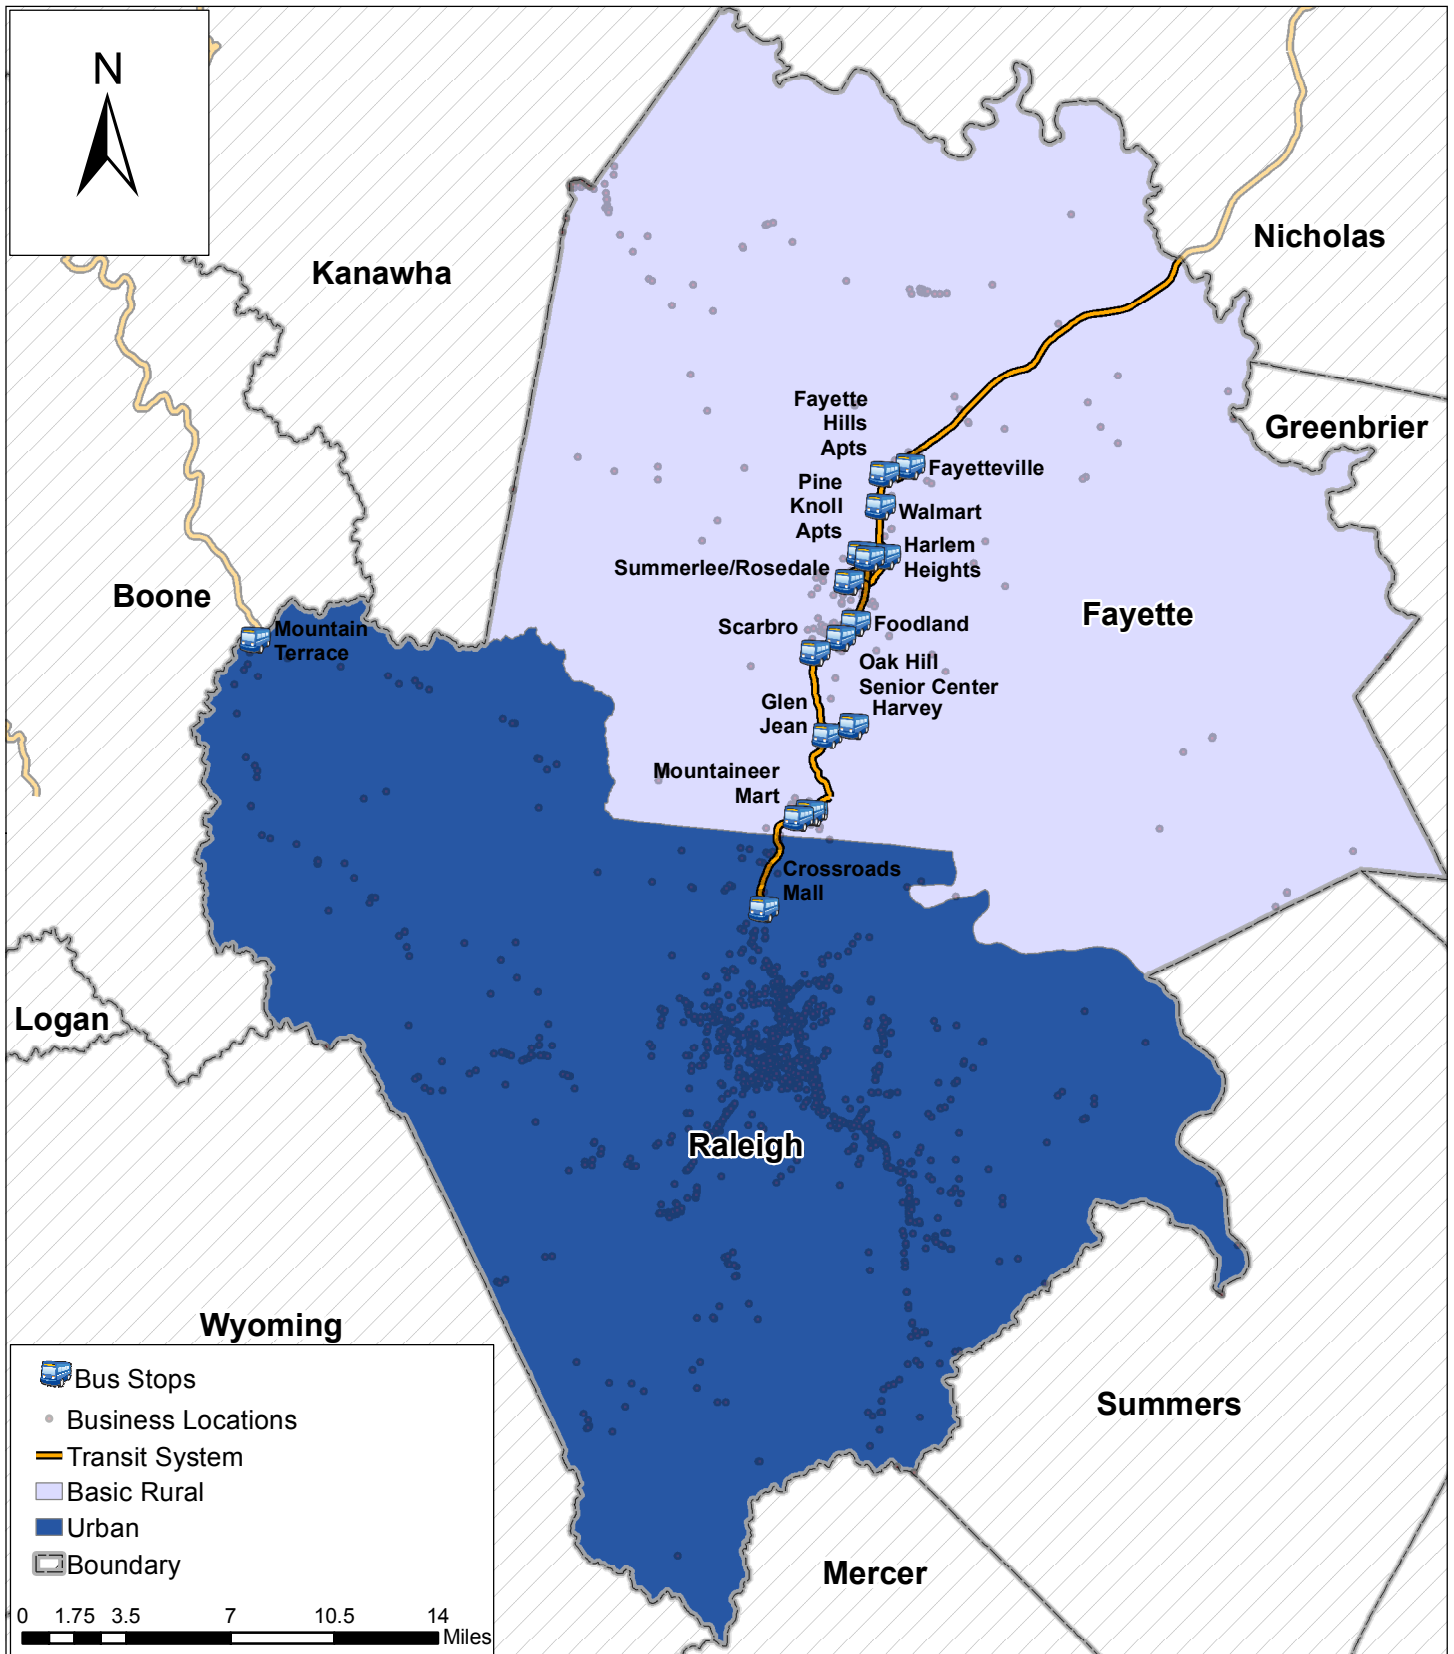 N
Kanawha
Nicholas
Greenbrier
Fayette
Hills
Apts
Fayetteville
Pine
Knoll
Apts
Walmart
Harlem
Heights
Summerlee/Rosedale
Boone
Fayette
Mountain
Terrace
Scarbro
Foodland
Oak Hill
Senior Center
Harvey
Glen
Jean
Mountaineer
Mart
Crossroads
Mall
Logan
Raleigh
Wyoming
Summers
Mercer
Bus Stops
Business Locations
Transit System
Basic Rural
Urban
Boundary
0 1.75 3.5 7 10.5 14
Miles